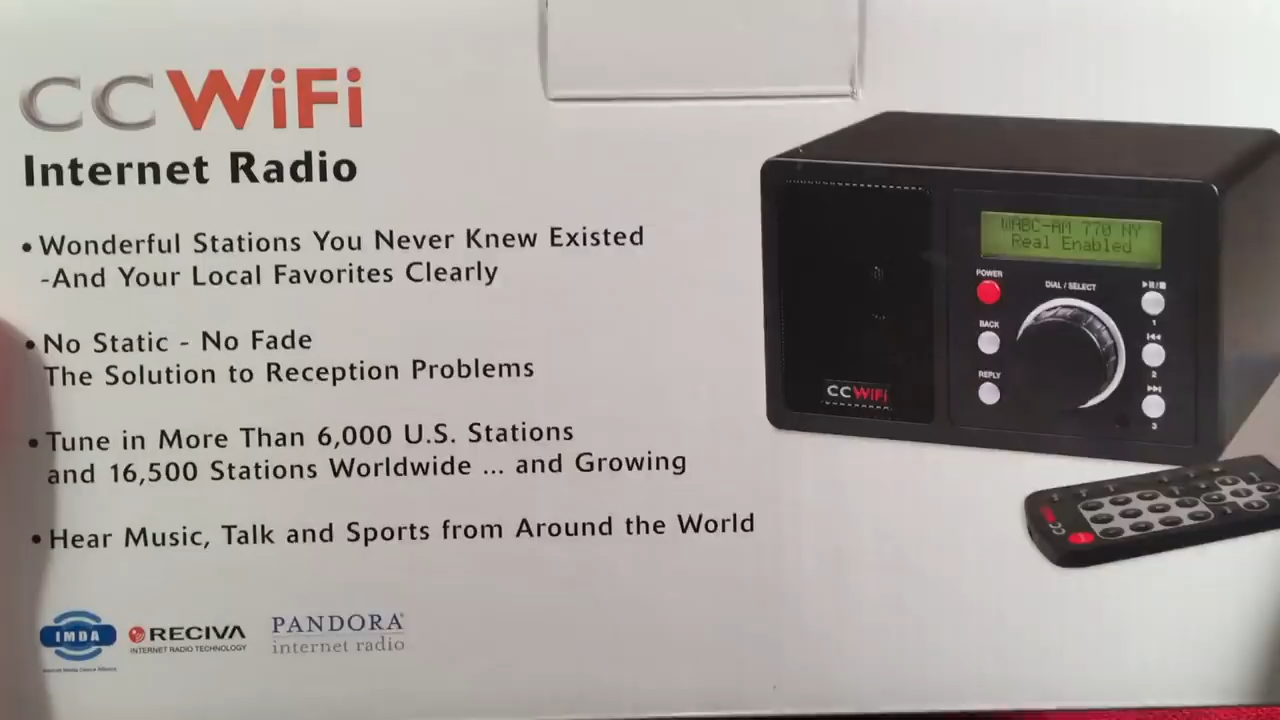 CC WiFi
Internet Radio
• Wonderful Stations You Never Knew Existed
-And Your Local Favorites Clearly
• No Static - No Fade
The Solution to Reception Problems
• Tune in More Than 6,000 U.S. Stations
and 16,500 Stations Worldwide ... and Growing
• Hear Music, Talk and Sports from Around the World
IMDA
RECIVA
INTERNET RADIO TECHNOLOGY
PANDORA
internet radio
WABC-AM 770 NY
Real Enabled
POWER
DIAL / SELECT
BACK
REPLY
1
2
3
CCWiFi
CC